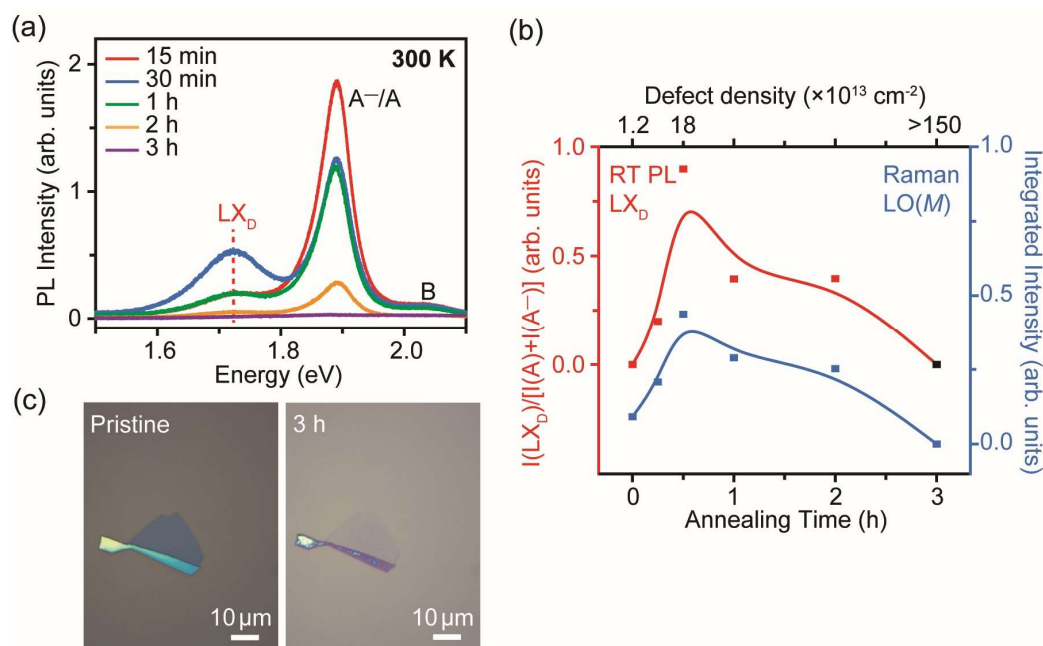 (a)
300 K
15 min
30 min
1 h
2 h
3 h
A⁻/A
LX_D
B
2
1
0
PL Intensity (arb. units)
1.6 1.8 2.0
Energy (eV)
(b)
Defect density (×10¹³ cm⁻²)
1.2 18 >150
1.0
0.5
0.0
I(LX_D)/[I(A)+I(A⁻)] (arb. units)
RT PL
LX_D
Raman
LO(M)
1.0
0.5
0.0
Integrated Intensity
(arb. units)
0 1 2 3
Annealing Time (h)
(c)
Pristine
10 µm
3 h
10 µm